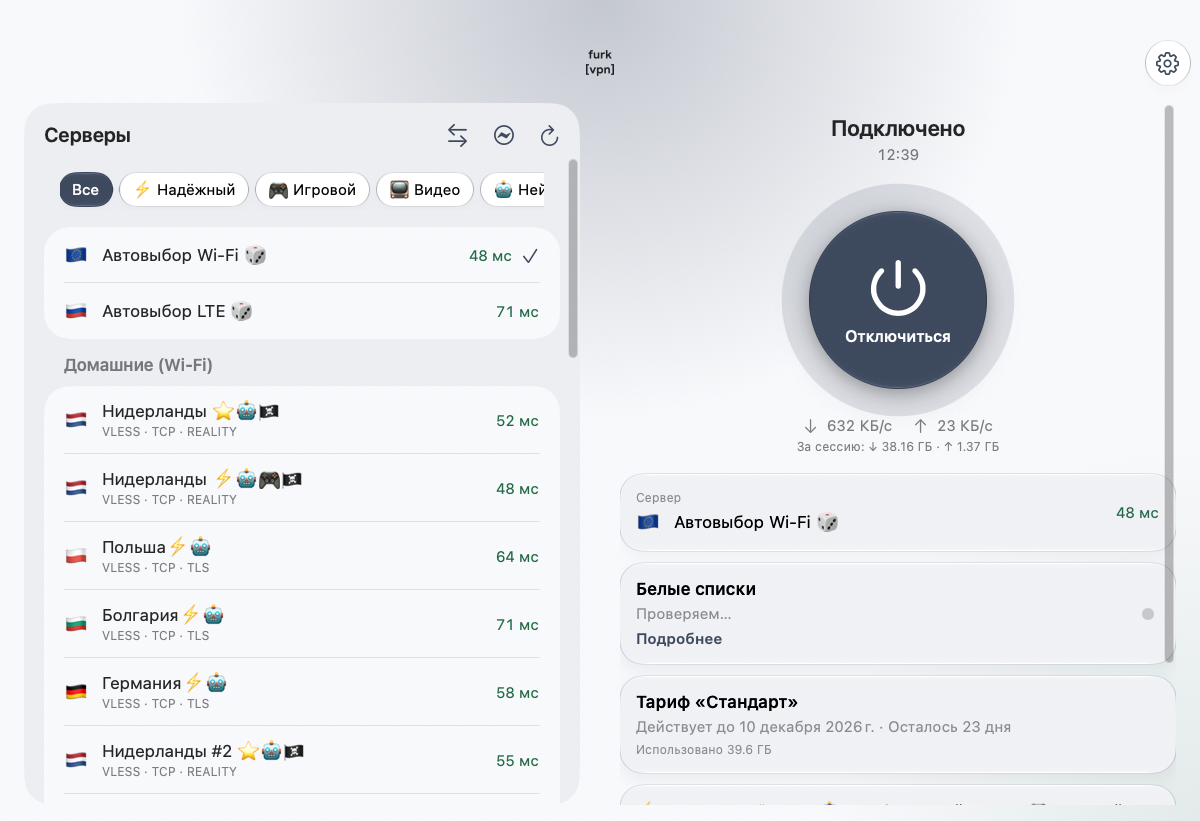 furk
[vpn]
Серверы
Все
Надёжный
Игровой
Видео
Ней
Автовыбор Wi-Fi
48 мс
Автовыбор LTE
71 мс
Домашние (Wi-Fi)
Нидерланды
VLESS · TCP · REALITY
52 мс
Нидерланды
VLESS · TCP · REALITY
48 мс
Польша
VLESS · TCP · TLS
64 мс
Болгария
VLESS · TCP · TLS
71 мс
Германия
VLESS · TCP · TLS
58 мс
Нидерланды #2
VLESS · TCP · REALITY
55 мс
Подключено
12:39
Отключиться
↓ 632 КБ/с ↑ 23 КБ/с
За сессию: ↓ 38.16 ГБ · ↑ 1.37 ГБ
Сервер
Автовыбор Wi-Fi
48 мс
Белые списки
Проверяем...
Подробнее
Тариф «Стандарт»
Действует до 10 декабря 2026 г. · Осталось 23 дня
Использовано 39.6 ГБ